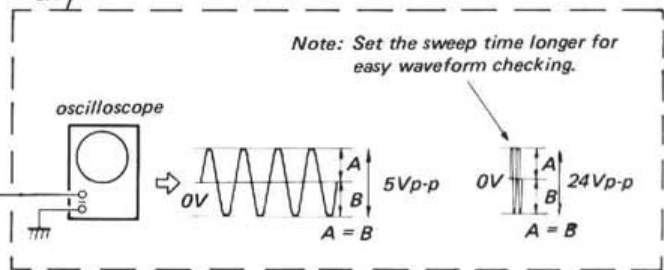 Note: Set the sweep time longer for
easy waveform checking.
oscilloscope
A
0V
B
5Vp-p
A = B
A
0V
B
24Vp-p
A = B